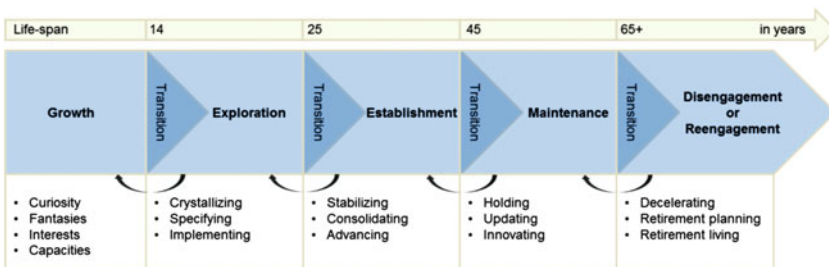 Life-span 14 25 45 65+ in years
Growth
Transition
Exploration
Transition
Establishment
Transition
Maintenance
Transition
Disengagement
or
Reengagement
• Curiosity
• Fantasies
• Interests
• Capacities
• Crystallizing
• Specifying
• Implementing
• Stabilizing
• Consolidating
• Advancing
• Holding
• Updating
• Innovating
• Decelerating
• Retirement planning
• Retirement living